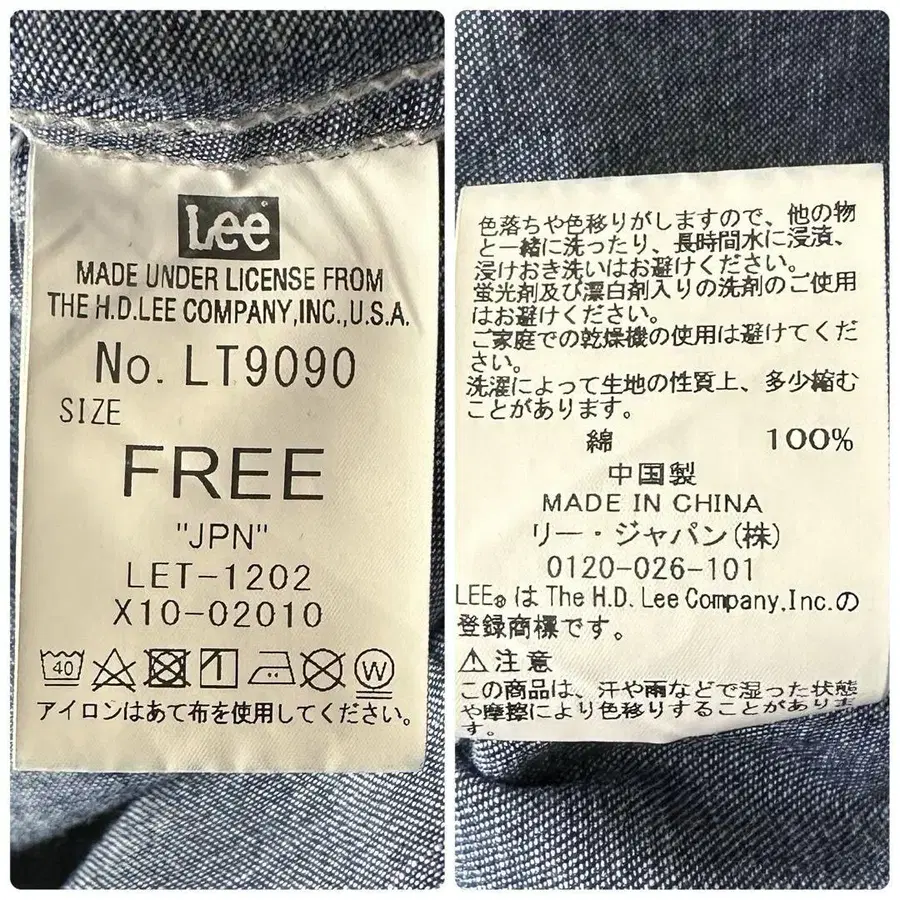 Lee
MADE UNDER LICENSE FROM
THE H.D.LEE COMPANY,INC.,U.S.A.
No. LT9090
SIZE
FREE
"JPN"
LET-1202
X10-02010
40
W
アイロンはあて布を使用してください。
色落ちや色移りがしますので、他の物
と一緒に洗ったり、長時間水に浸漬、
浸けおき洗いはお避けください。
蛍光剤及び漂白剤入りの洗剤のご使用
はお避けください。
ご家庭での乾燥機の使用は避けてくだ
さい。
洗濯によって生地の性質上、多少縮む
ことがあります。
綿 100%
中国製
MADE IN CHINA
リー・ジャパン(株)
0120-026-101
LEE® は The H.D. Lee Company,Inc.の
登録商標です。
⚠注意
この商品は、汗や雨などで湿った状態
や摩擦により色移りすることがありま
す。